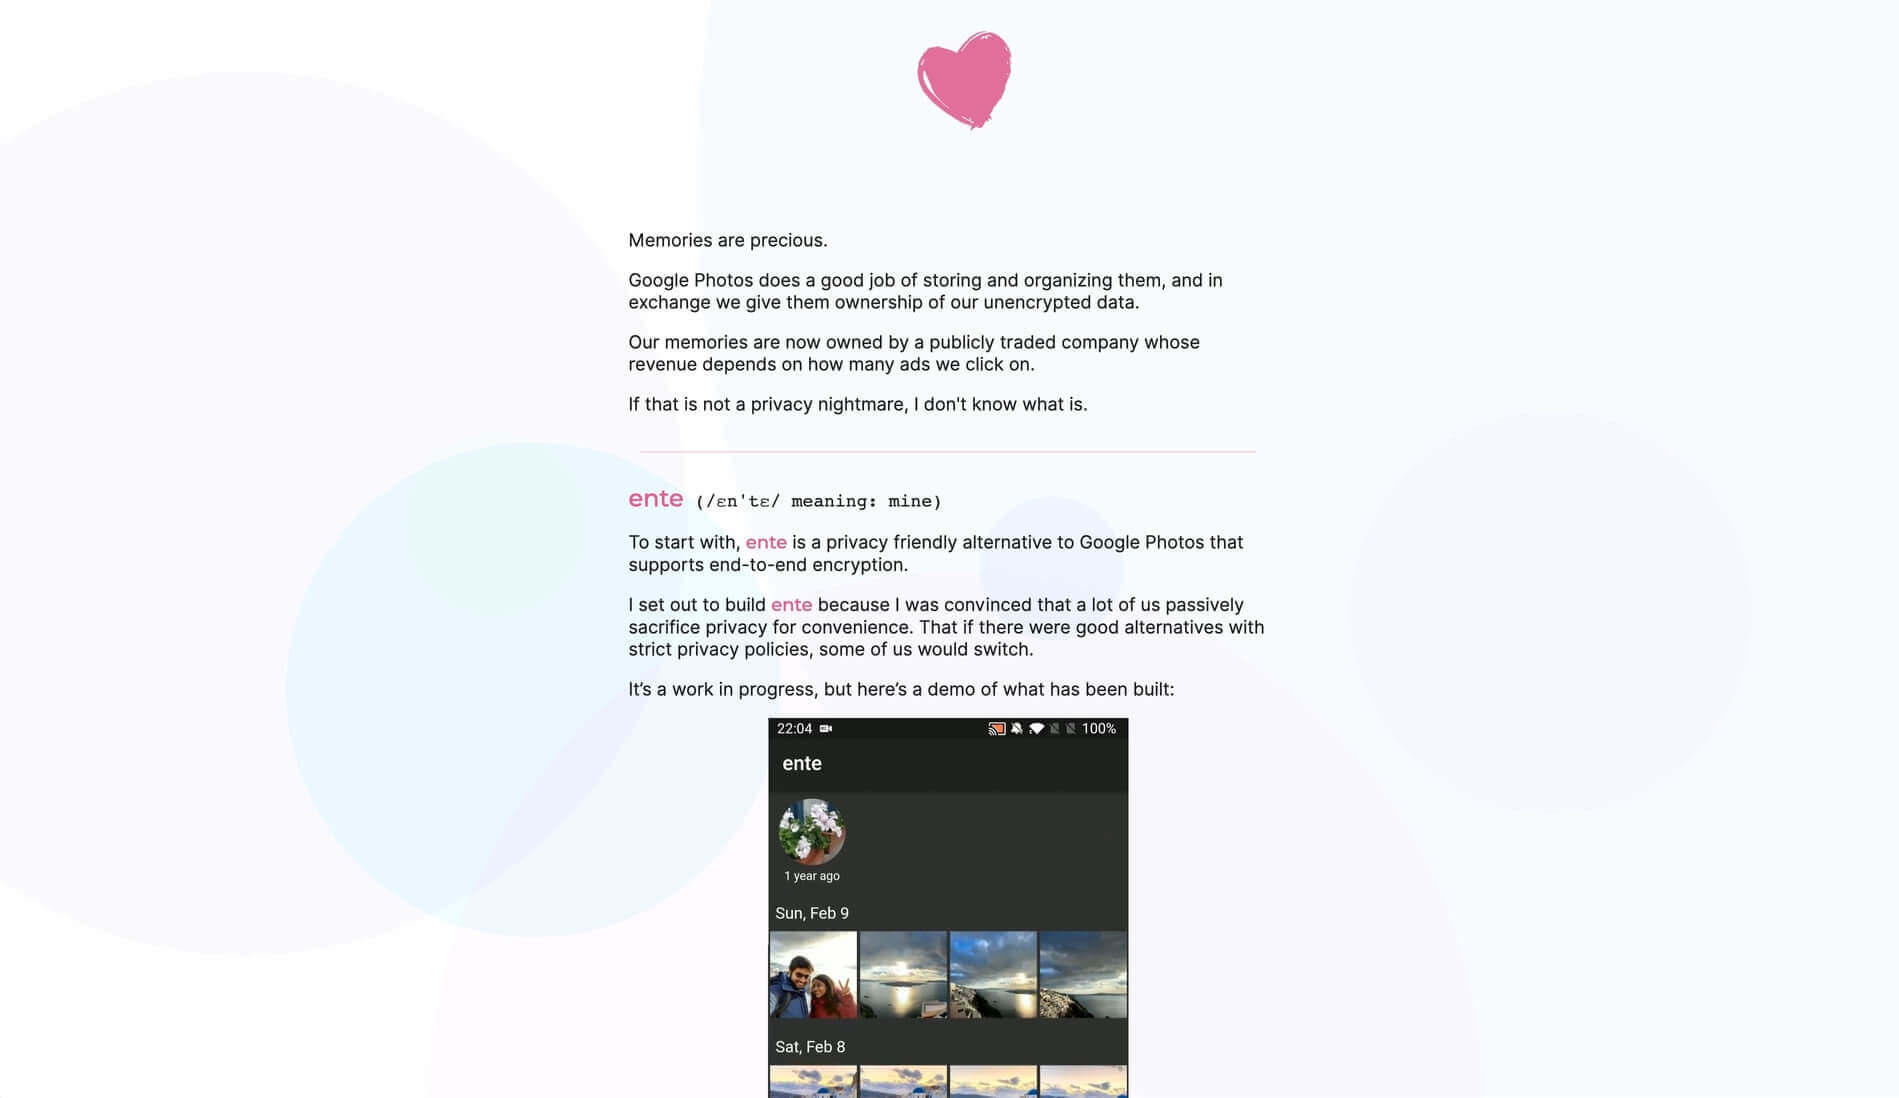 Memories are precious.
Google Photos does a good job of storing and organizing them, and in
exchange we give them ownership of our unencrypted data.
Our memories are now owned by a publicly traded company whose
revenue depends on how many ads we click on.
If that is not a privacy nightmare, I don't know what is.
ente (/ɛnˈtɛ/ meaning: mine)
To start with, ente is a privacy friendly alternative to Google Photos that
supports end-to-end encryption.
I set out to build ente because I was convinced that a lot of us passively
sacrifice privacy for convenience. That if there were good alternatives with
strict privacy policies, some of us would switch.
It’s a work in progress, but here’s a demo of what has been built:
22:04 100%
ente
1 year ago
Sun, Feb 9
Sat, Feb 8